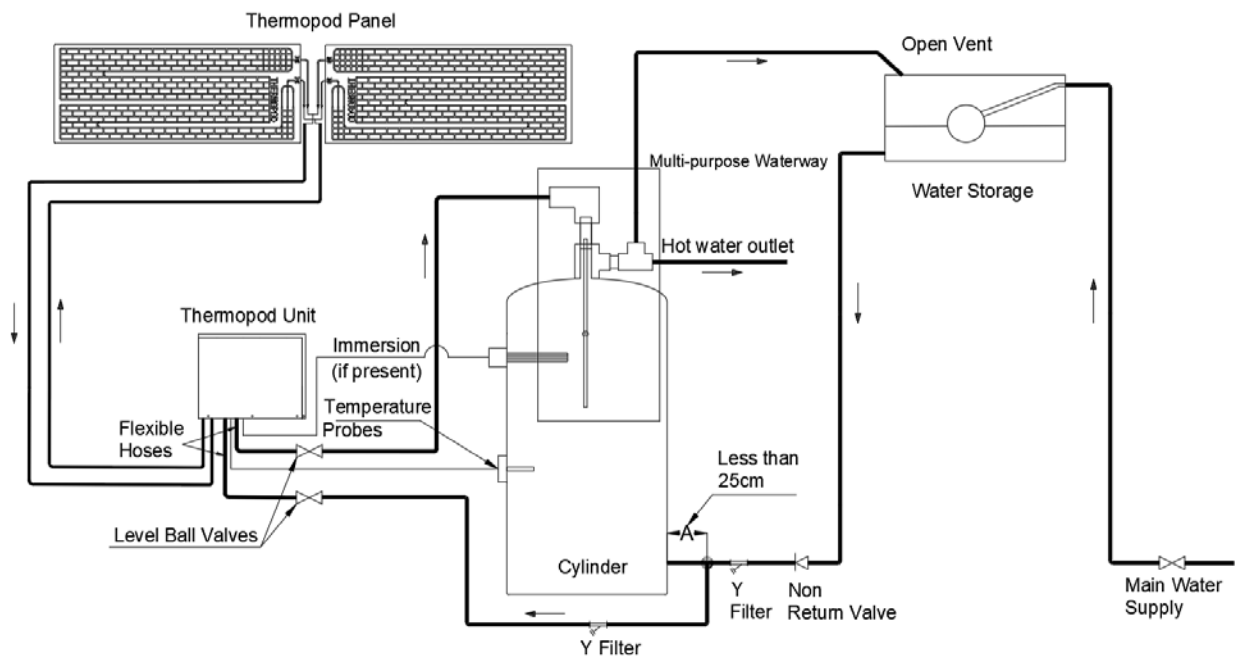 Thermopod Panel
Open Vent
Multi-purpose Waterway
Water Storage
Hot water outlet
Thermopod Unit
Immersion
(if present)
Temperature
Probes
Flexible
Hoses
Less than
25cm
Level Ball Valves
A
Cylinder
Y
Filter
Non
Return Valve
Main Water
Supply
Y Filter